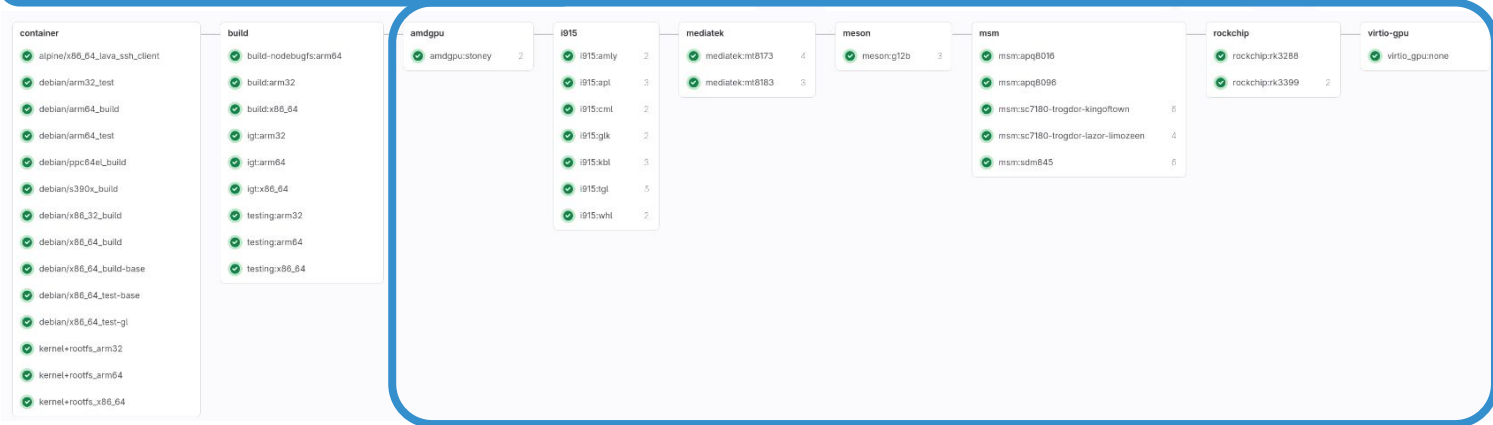 container
alpine/x86_64_lava_ssh_client
debian/arm32_test
debian/arm64_build
debian/arm64_test
debian/ppc64el_build
debian/s390x_build
debian/x86_32_build
debian/x86_64_build
debian/x86_64_build-base
debian/x86_64_test-base
debian/x86_64_test-gl
kernel+rootfs_arm32
kernel+rootfs_arm64
kernel+rootfs_x86_64
build
build-nodebugfs:arm64
build:arm32
build:x86_64
igt:arm32
igt:arm64
igt:x86_64
testing:arm32
testing:arm64
testing:x86_64
amdgpu
amdgpu:stoney 2
i915
i915:amly 2
i915:apl 3
i915:cml 2
i915:glk 2
i915:kbl 3
i915:tgl
i915:whl 2
mediatek
mediatek:mt8173 4
mediatek:mt8183 3
meson
meson:g12b 3
msm
msm:apq8016
msm:apq8096
msm:sc7180-trogdor-kingoftown
msm:sc7180-trogdor-lazor-limozeen 4
msm:sdm845
rockchip
rockchip:rk3288
rockchip:rk3399 2
virtio-gpu
virtio_gpu:none